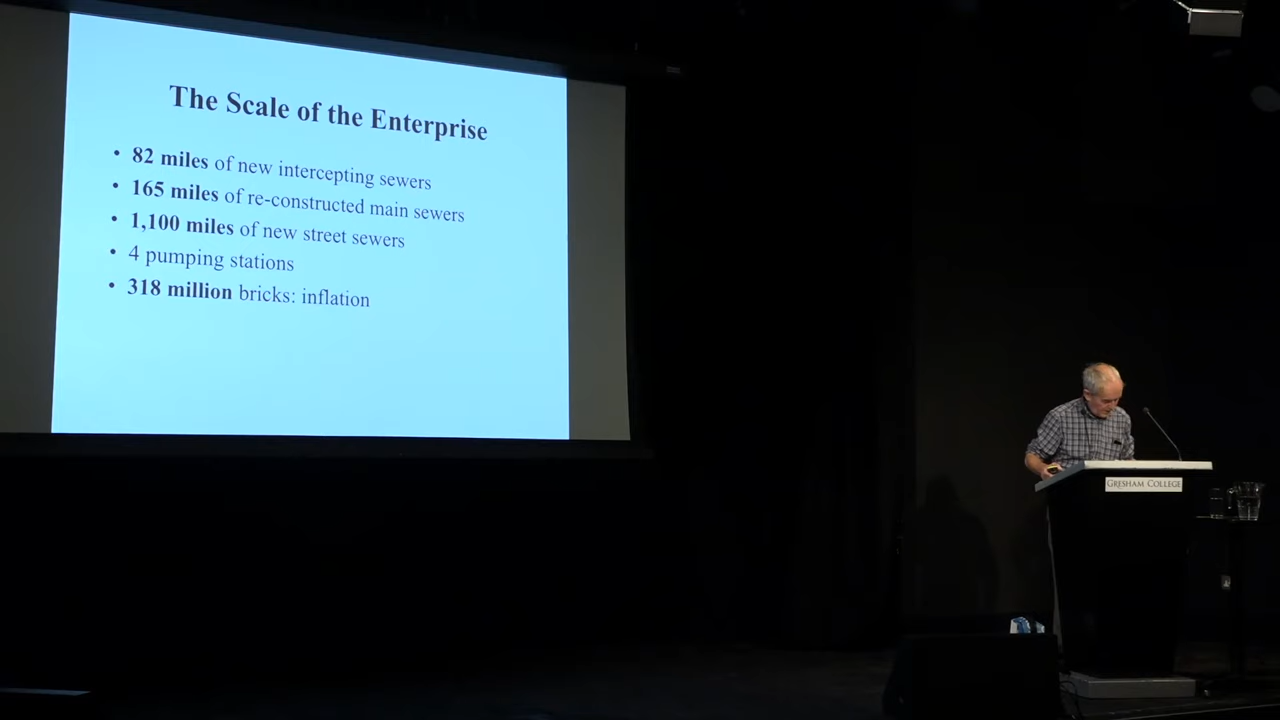 The Scale of the Enterprise
• 82 miles of new intercepting sewers
• 165 miles of re-constructed main sewers
• 1,100 miles of new street sewers
• 4 pumping stations
• 318 million bricks: inflation
GRESHAM COLLEGE